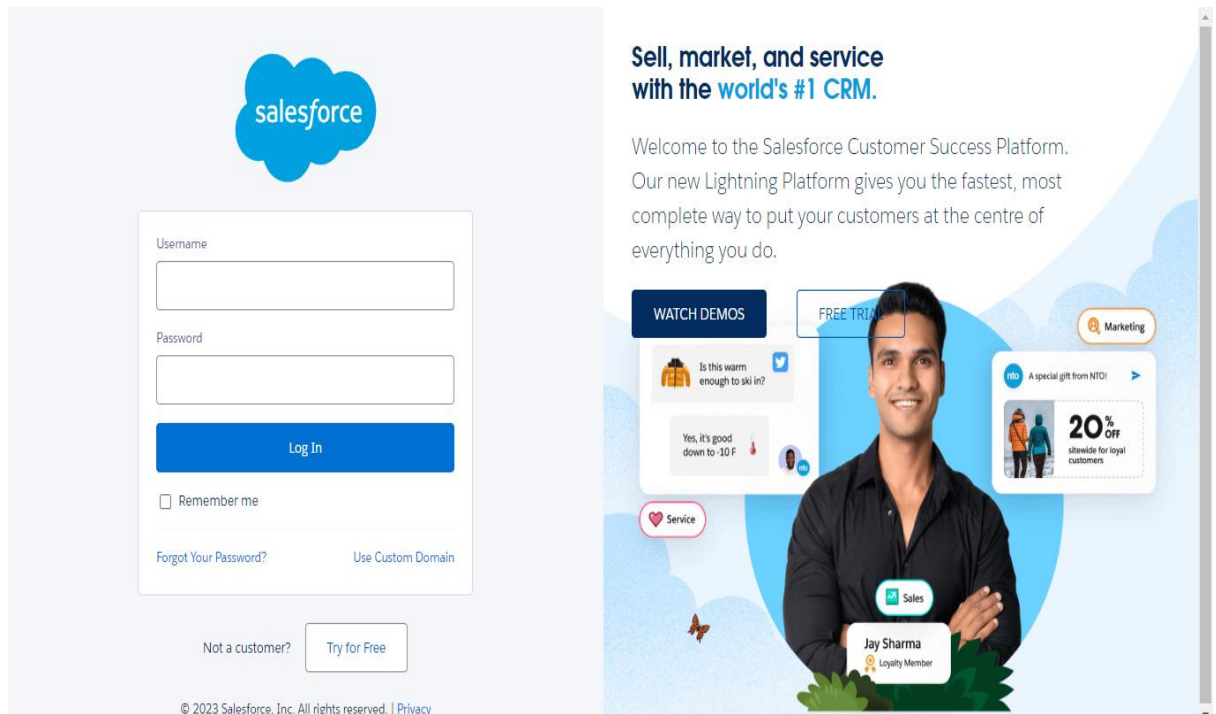 salesforce
Username
Password
Log In
Remember me
Forgot Your Password?
Use Custom Domain
Not a customer?
Try for Free
© 2023 Salesforce, Inc. All rights reserved. | Privacy
Sell, market, and service
with the world's #1 CRM.
Welcome to the Salesforce Customer Success Platform.
Our new Lightning Platform gives you the fastest, most
complete way to put your customers at the centre of
everything you do.
WATCH DEMOS
FREE TRIAL
Is this warm
enough to ski in?
Yes, it's good
down to -10 F
nto
Service
Marketing
nto
A special gift from NTO!
20% OFF
sitewide for loyal
customers
Sales
Jay Sharma
Loyalty Member